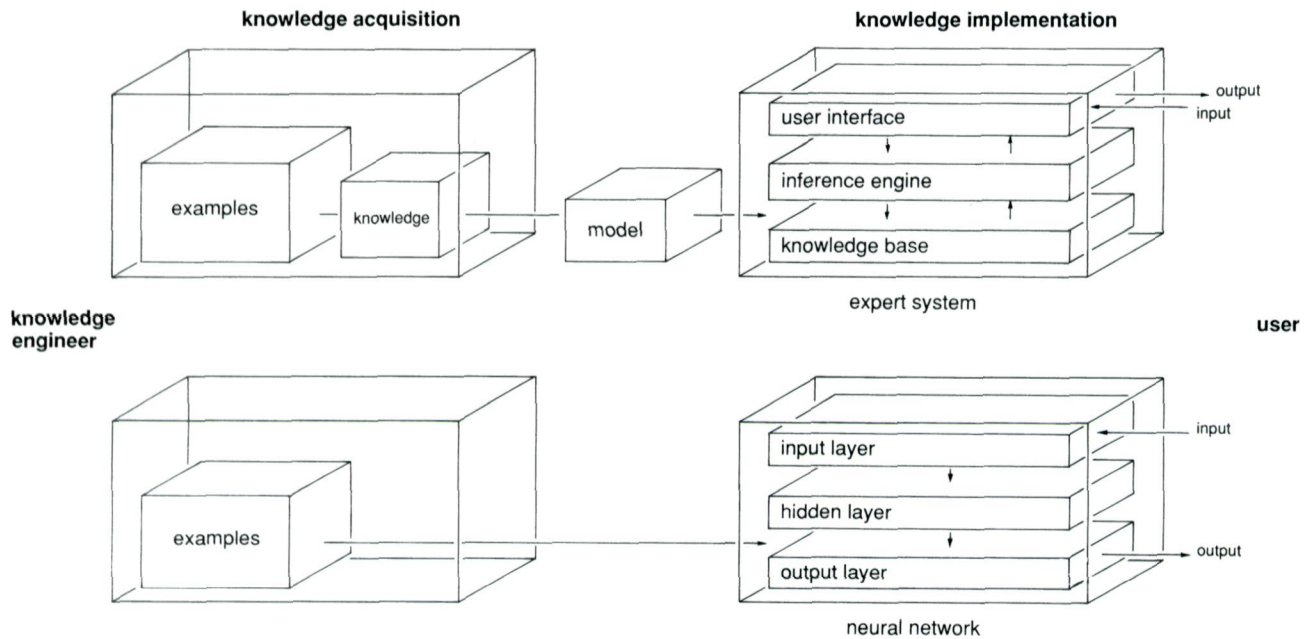 knowledge acquisition
knowledge implementation
output
input
user interface
inference engine
knowledge base
examples
knowledge
model
expert system
knowledge
engineer
user
input
input layer
hidden layer
output layer
examples
output
neural network